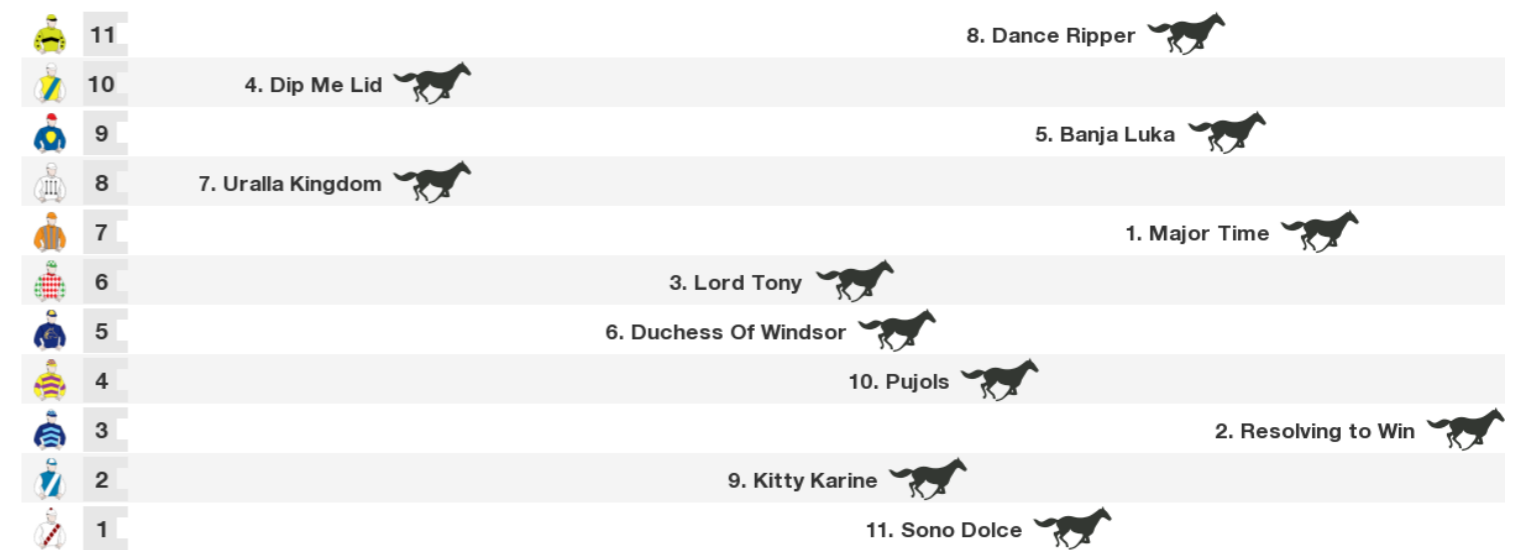 11 8. Dance Ripper
10 4. Dip Me Lid
9 5. Banja Luka
8 7. Uralla Kingdom
7 1. Major Time
6 3. Lord Tony
5 6. Duchess Of Windsor
4 10. Pujols
3 2. Resolving to Win
2 9. Kitty Karine
1 11. Sono Dolce